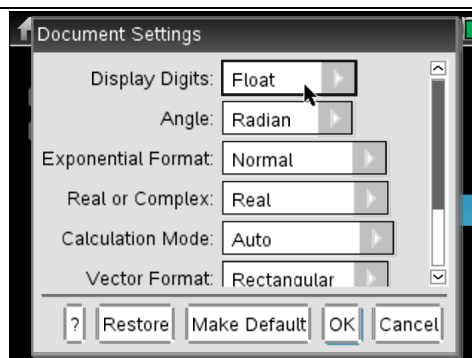 Document Settings
Display Digits: Float
Angle: Radian
Exponential Format: Normal
Real or Complex: Real
Calculation Mode: Auto
Vector Format: Rectangular
? Restore Make Default OK Cancel